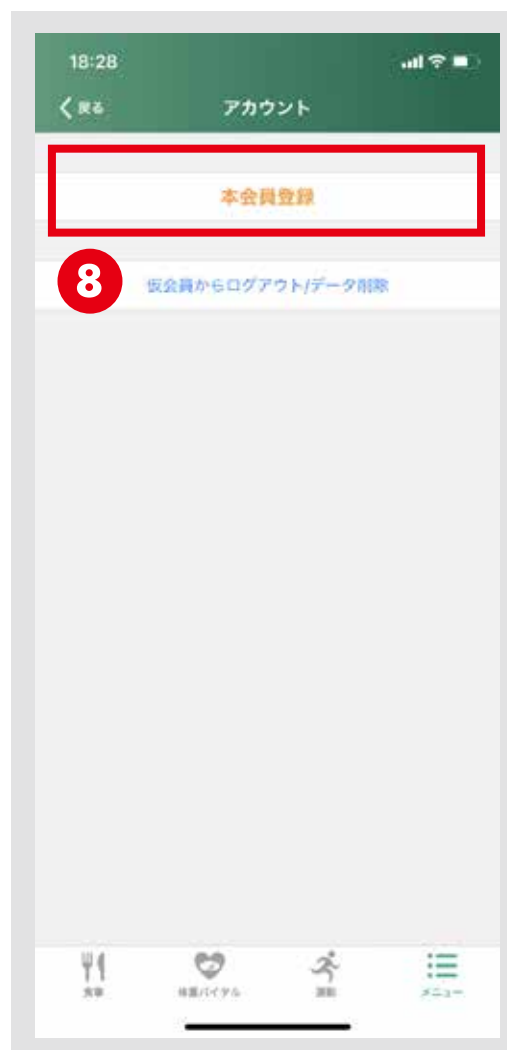 18:28
戻る
アカウント
本会員登録
8
仮会員からログアウト/データ削除
食事
体重バイタル
運動
メニュー